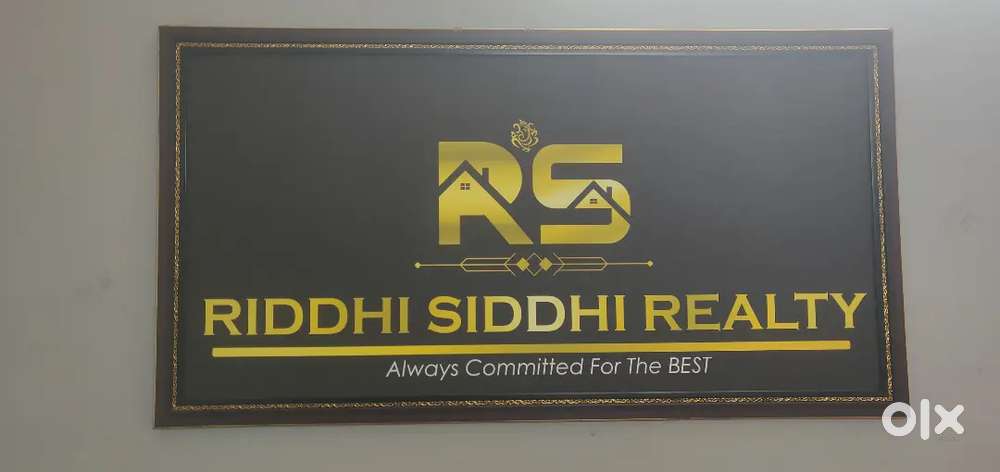 RS
RIDDHI SIDDHI REALTY
Always Committed For The BEST
olx